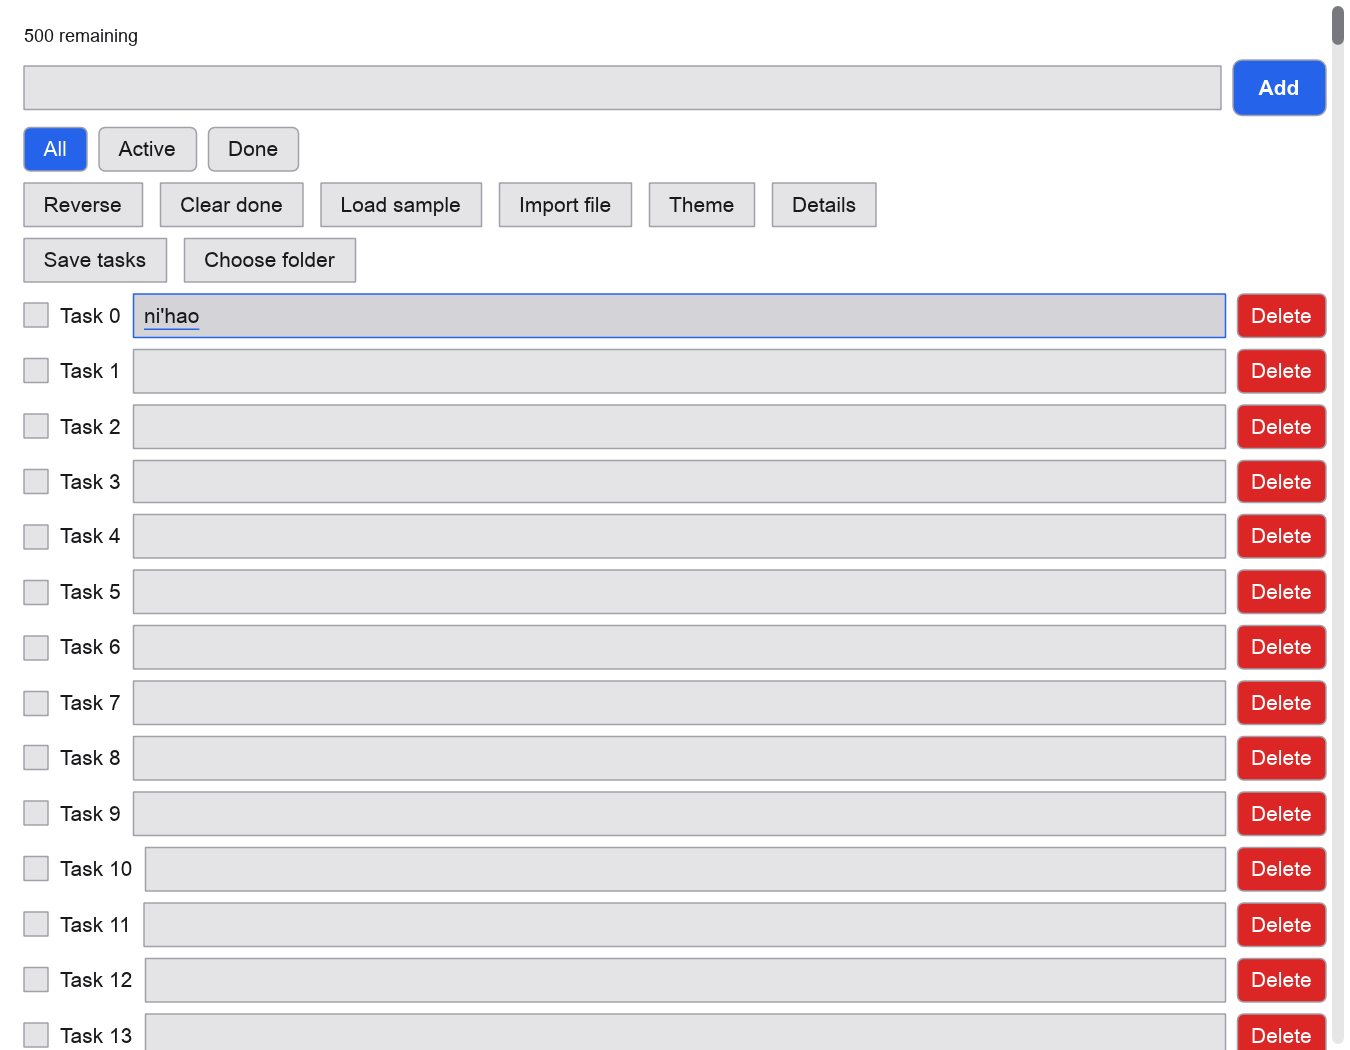 500 remaining
Add
All Active Done
Reverse Clear done Load sample Import file Theme Details
Save tasks Choose folder
Task 0 ni'hao Delete
Task 1 Delete
Task 2 Delete
Task 3 Delete
Task 4 Delete
Task 5 Delete
Task 6 Delete
Task 7 Delete
Task 8 Delete
Task 9 Delete
Task 10 Delete
Task 11 Delete
Task 12 Delete
Task 13 Delete